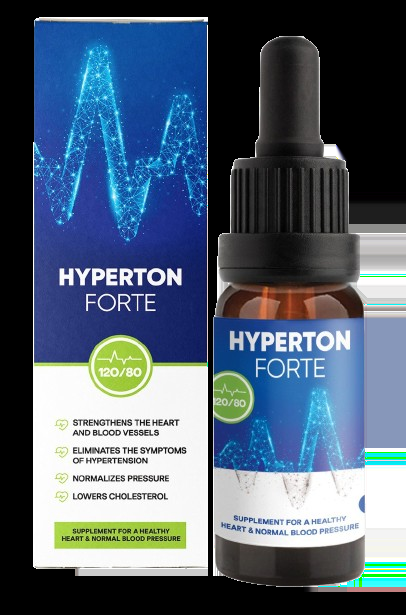 HYPERTON
FORTE
120/80
STRENGTHENS THE HEART
AND BLOOD VESSELS
ELIMINATES THE SYMPTOMS
OF HYPERTENSION
NORMALIZES PRESSURE
LOWERS CHOLESTEROL
SUPPLEMENT FOR A HEALTHY
HEART & NORMAL BLOOD PRESSURE
HYPERTON
FORTE
120/80
SUPPLEMENT FOR A HEALTHY
HEART & NORMAL BLOOD PRESSURE